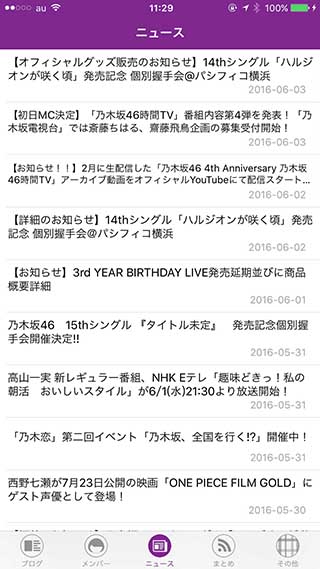 au 11:29 100%
ニュース
【オフィシャルグッズ販売のお知らせ】14thシングル「ハルジ
オンが咲く頃」発売記念 個別握手会@パシフィコ横浜
2016-06-03
【初日MC決定】「乃木坂46時間TV」番組内容第4弾を発表！「乃
木坂電視台」では斎藤ちはる、齋藤飛鳥企画の募集受付開始！
2016-06-03
【お知らせ！！】2月に生配信した「乃木坂46 4th Anniversary 乃木坂
46時間TV」アーカイブ動画をオフィシャルYouTubeにて配信スタート...
2016-06-02
【詳細のお知らせ】14thシングル「ハルジオンが咲く頃」発売
記念 個別握手会@パシフィコ横浜
2016-06-02
【お知らせ】3rd YEAR BIRTHDAY LIVE発売延期並びに商品
概要詳細
2016-06-01
乃木坂46　15thシングル 『タイトル未定』　発売記念個別握
手会開催決定!!
2016-05-31
高山一実 新レギュラー番組、NHK Eテレ「趣味どきっ！私の
朝活　おいしいスタイル」が6/1(水)21:30より放送開始！
2016-05-31
「乃木恋」第二回イベント「乃木坂、全国を行く!?」開催中！
2016-05-31
西野七瀬が7月23日公開の映画「ONE PIECE FILM GOLD」に
ゲスト声優として登場！
2016-05-30
ブログ メンバー ニュース まとめ その他